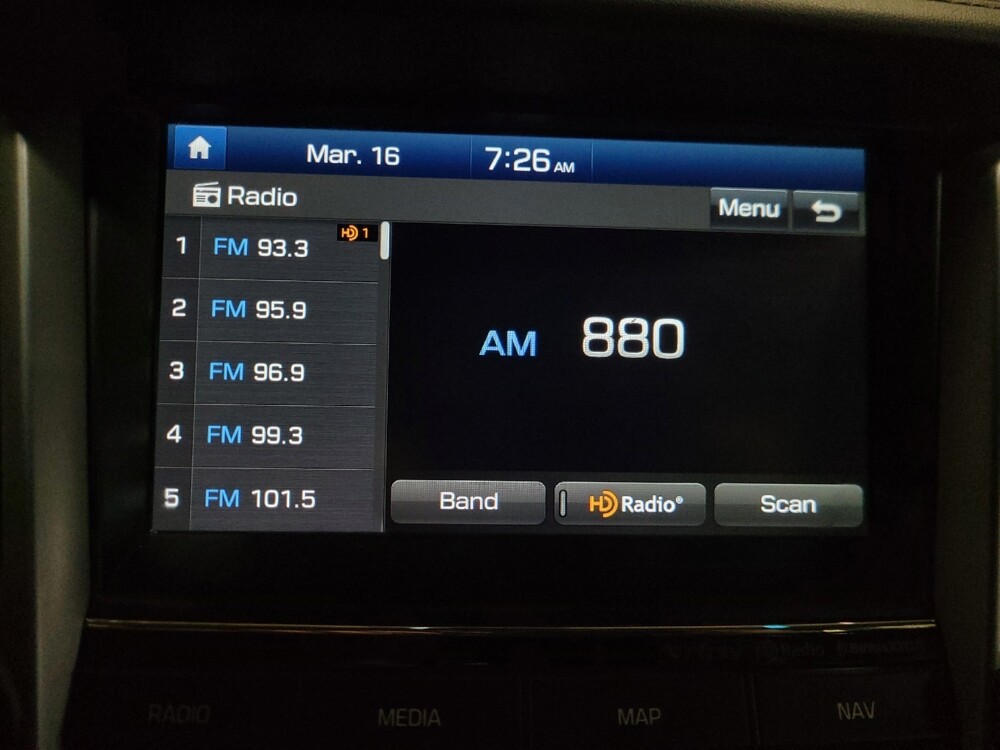 Mar. 16 7:26 AM
Radio
Menu
1 FM 93.3 HD 1
2 FM 95.9
3 FM 96.9
4 FM 99.3
5 FM 101.5
AM 880
Band HD Radio® Scan
RADIO MEDIA MAP NAV